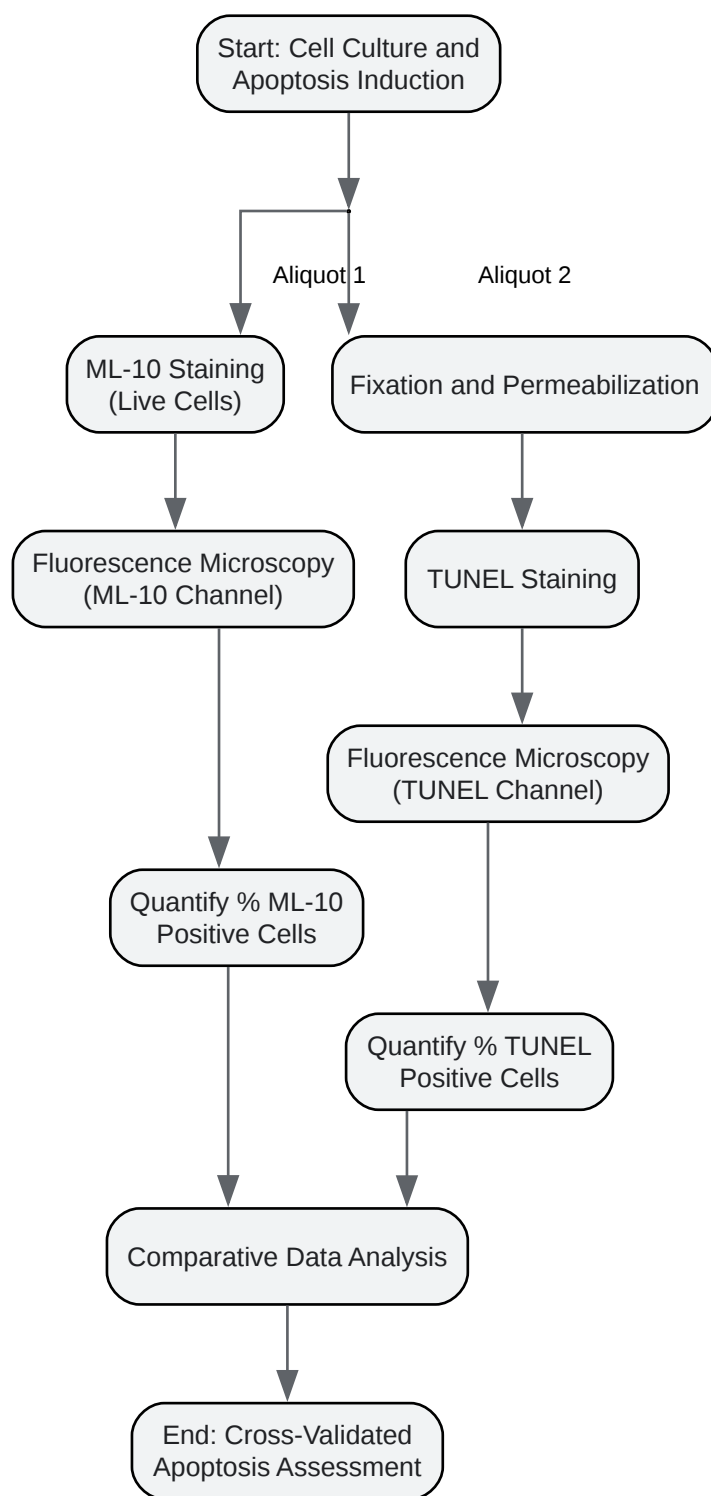 Start: Cell Culture and
Apoptosis Induction
Aliquot 1
Aliquot 2
ML-10 Staining
(Live Cells)
Fixation and Permeabilization
Fluorescence Microscopy
(ML-10 Channel)
TUNEL Staining
Fluorescence Microscopy
(TUNEL Channel)
Quantify % ML-10
Positive Cells
Quantify % TUNEL
Positive Cells
Comparative Data Analysis
End: Cross-Validated
Apoptosis Assessment